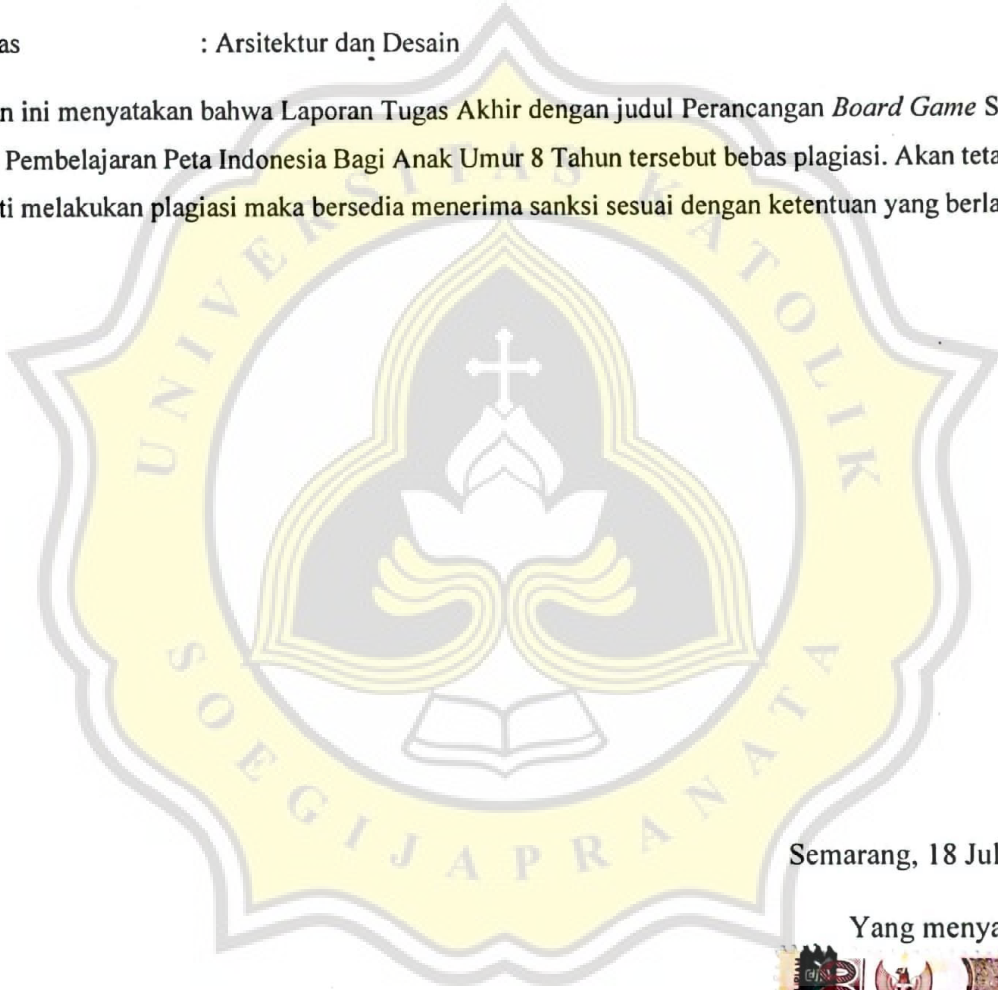 as : Arsitektur dan Desain
n ini menyatakan bahwa Laporan Tugas Akhir dengan judul Perancangan Board Game S
Pembelajaran Peta Indonesia Bagi Anak Umur 8 Tahun tersebut bebas plagiasi. Akan teta
ti melakukan plagiasi maka bersedia menerima sanksi sesuai dengan ketentuan yang berla
UNIVERSITAS KATOLIK
SOEGIJAPRANATA
Semarang, 18 Jul
Yang menya